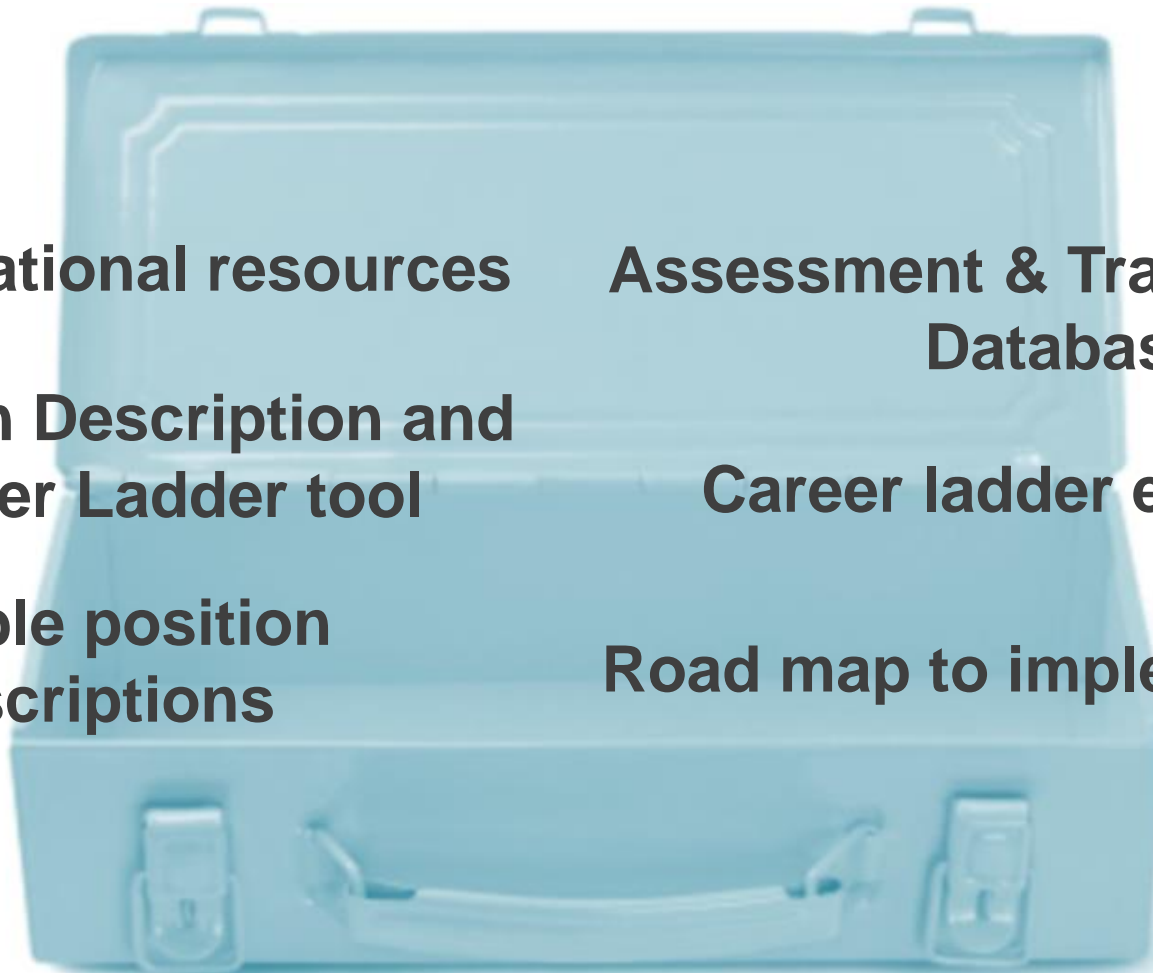 ational resources
Description and
er Ladder tool
ple position
scriptions
Assessment & Tra
Databas
Career ladder e
Road map to imple